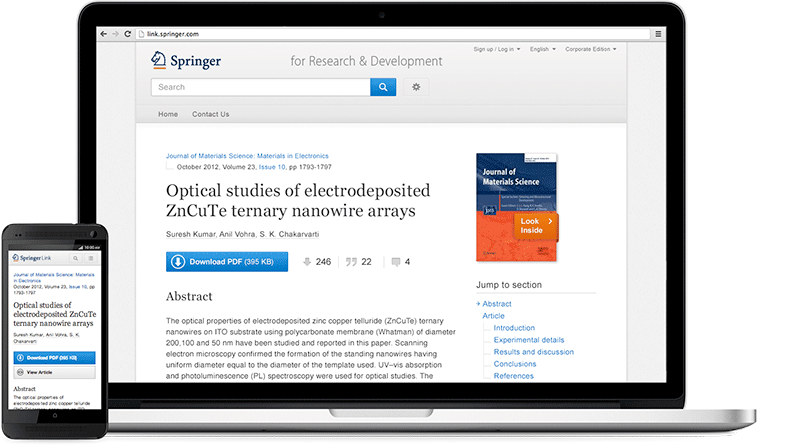 link.springer.com
Sign up / Log in English Corporate Edition
Springer
for Research & Development
Search
Home Contact Us
Journal of Materials Science: Materials in Electronics
October 2012, Volume 23, Issue 10, pp 1793-1797
Optical studies of electrodeposited
ZnCuTe ternary nanowire arrays
Suresh Kumar, Anil Vohra, S. K. Chakarvarti
Download PDF (395 KB) 246 22 4
Abstract
The optical properties of electrodeposited zinc copper telluride (ZnCuTe) ternary
nanowires on ITO substrate using polycarbonate membrane (Whatman) of diameter
200,100 and 50 nm have been studied and reported in this paper. Scanning
electron microscopy confirmed the formation of the standing nanowires having
uniform diameter equal to the diameter of the template used. UV–vis absorption
and photoluminescence (PL) spectroscopy were used for optical studies. The
Journal of
Materials Science
Look
inside
Jump to section
+ Abstract
Article
Introduction
Experimental details
Results and discussion
Conclusions
References
10:00 AM
SpringerLink
Journal of Materials Science: Materials
in Electronics
October 2012, Volume 23, Issue 10, pp
1793-1797
Optical studies of
electrodeposited ZnCuTe
ternary nanowire arrays
Suresh Kumar, Anil Vohra, S. K.
Chakarvarti
Download PDF (395 KB)
View Article
Abstract
The optical properties of